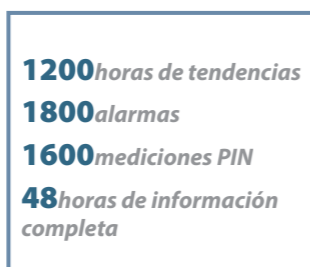 1200horas de tendencias
1800alarmas
1600mediciones PIN
48horas de información
completa